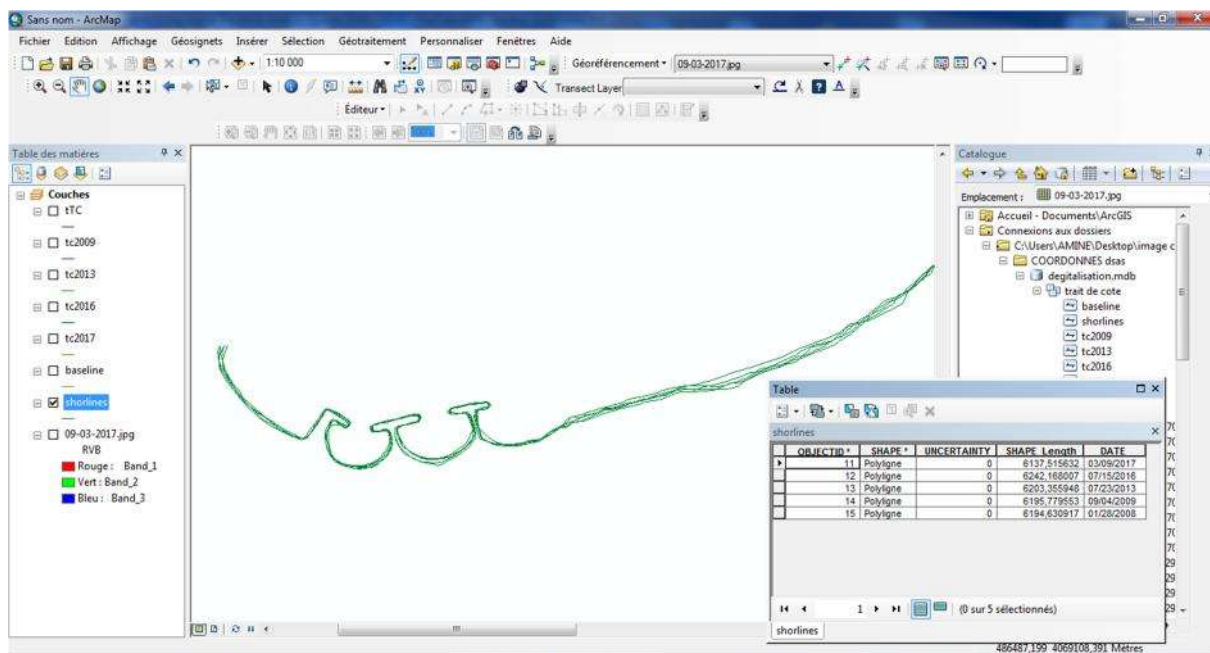 Sans nom - ArcMap
Fichier Edition Affichage Géosignets Insérer Sélection Géotraitement Personnaliser Fenêtres Aide
1:10 000
Géoréférencement
09-03-2017.jpg
Transect Layer
Éditeur
100%
Table des matières
Couches
tTC
tc2009
tc2013
tc2016
tc2017
baseline
shorlines
09-03-2017.jpg
RVB
Rouge : Band_1
Vert : Band_2
Bleu : Band_3
Catalogue
Emplacement : 09-03-2017.jpg
Accueil - Documents\ArcGIS
Connexions aux dossiers
C:\Users\AMINE\Desktop\image c
COORDONNES dsas
degitalisation.mdb
trait de cote
baseline
shorlines
tc2009
tc2013
tc2016
Table
shorlines
OBJECTID * SHAPE * UNCERTAINTY SHAPE_Length DATE
11 Polyligne 0 6137,515632 03/09/2017
12 Polyligne 0 6242,168007 07/15/2016
13 Polyligne 0 6203,355948 07/23/2013
14 Polyligne 0 6195,779553 09/04/2009
15 Polyligne 0 6194,630917 01/28/2008
1
(0 sur 5 sélectionnés)
shorlines
486487,199 4069108,391 Mètres